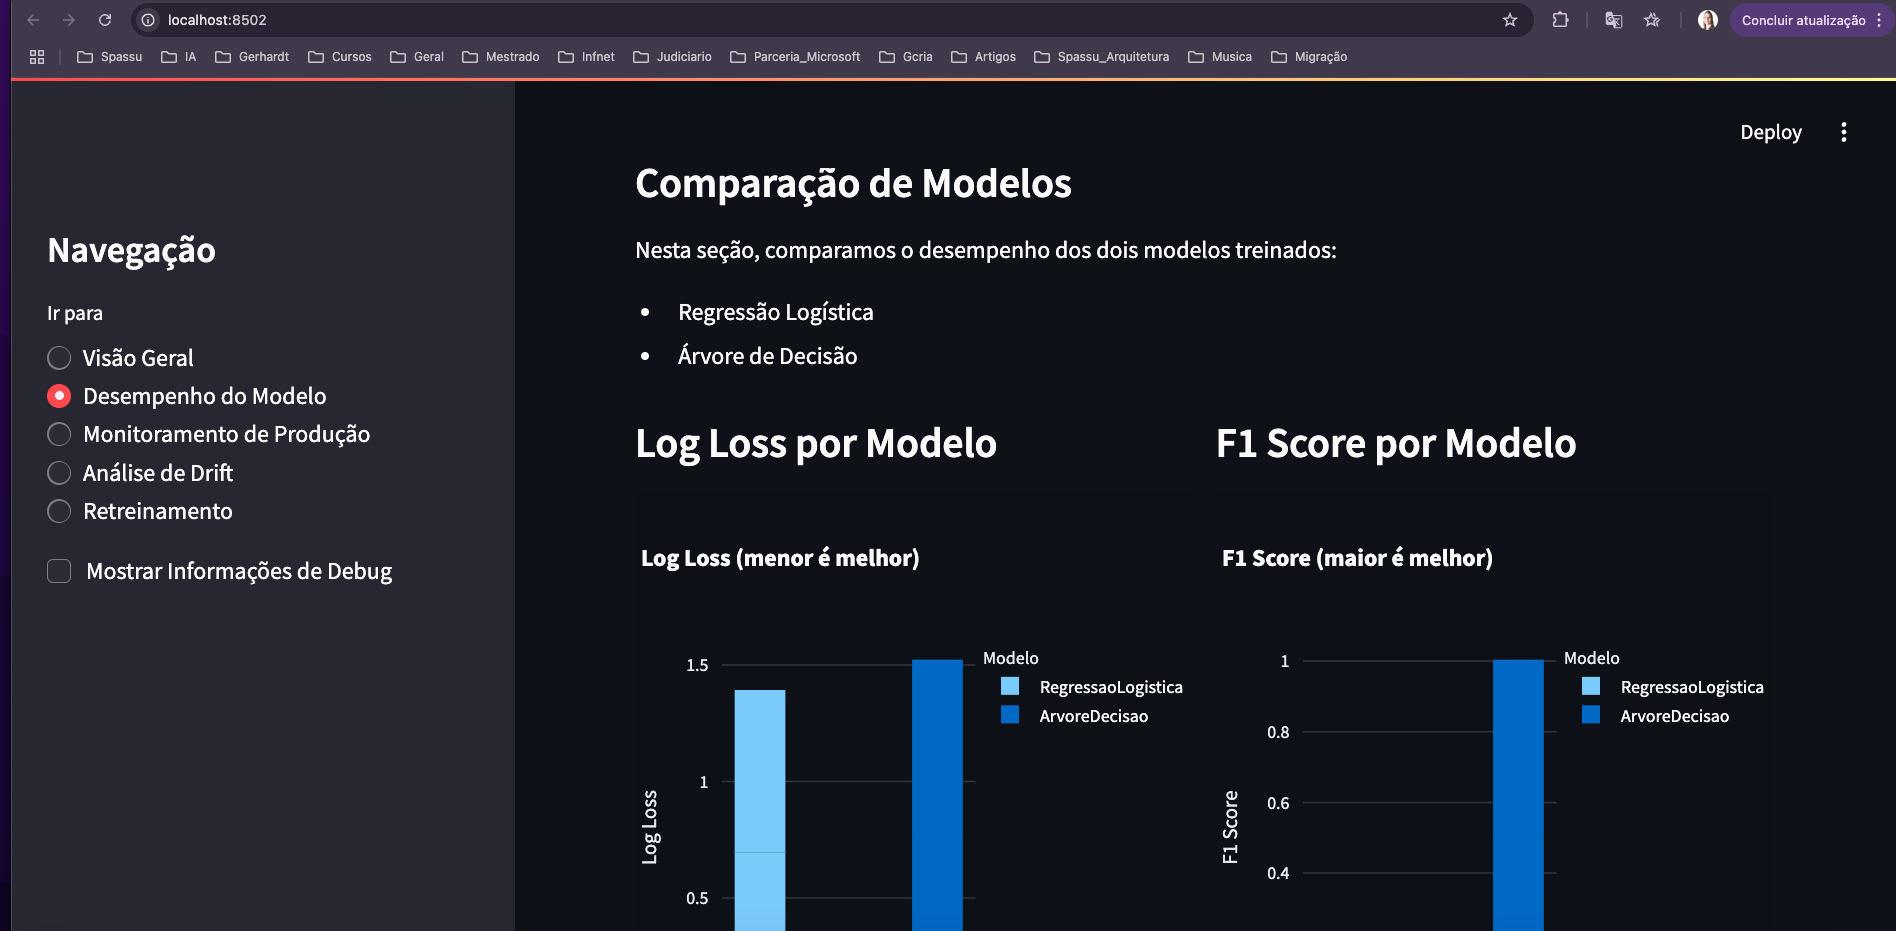 localhost:8502
Concluir atualização
Spassu IA Gerhardt Cursos Geral Mestrado Infnet Judiciario Parceria_Microsoft Gcria Artigos Spassu_Arquitetura Musica Migração
Deploy
Navegação
Ir para
Visão Geral
Desempenho do Modelo
Monitoramento de Produção
Análise de Drift
Retreinamento
Mostrar Informações de Debug
Comparação de Modelos
Nesta seção, comparamos o desempenho dos dois modelos treinados:
Regressão Logística
Árvore de Decisão
Log Loss por Modelo
Log Loss (menor é melhor)
1.5
1
0.5
Log Loss
Modelo
RegressaoLogistica
ArvoreDecisao
F1 Score por Modelo
F1 Score (maior é melhor)
1
0.8
0.6
0.4
F1 Score
Modelo
RegressaoLogistica
ArvoreDecisao